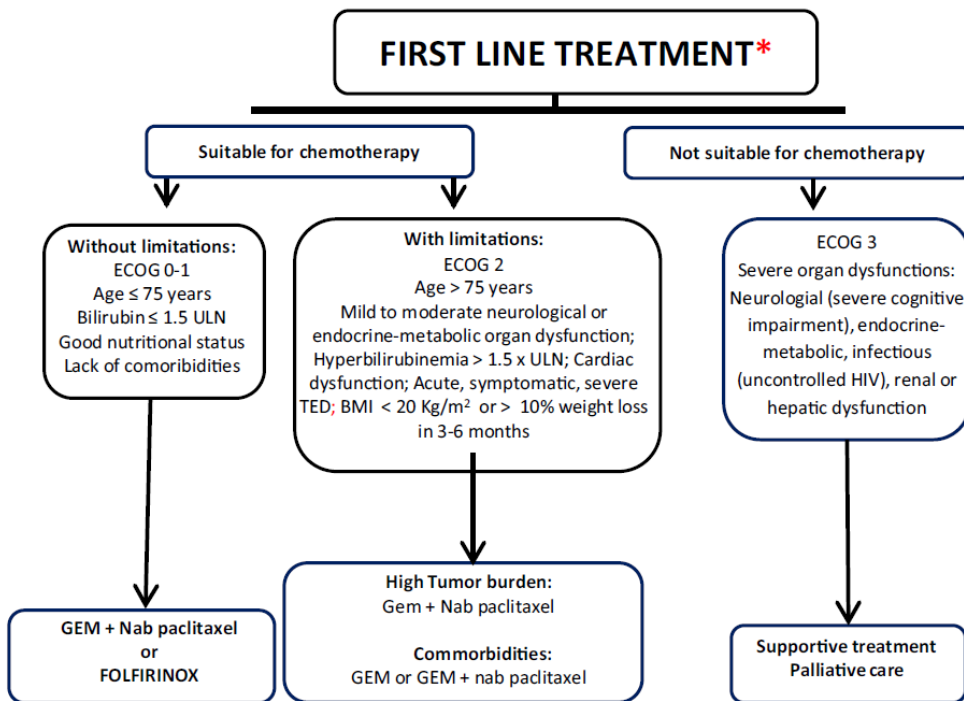 FIRST LINE TREATMENT*
Suitable for chemotherapy
Not suitable for chemotherapy
Without limitations:
ECOG 0-1
Age ≤ 75 years
Bilirubin ≤ 1.5 ULN
Good nutritional status
Lack of comoribidities
With limitations:
ECOG 2
Age > 75 years
Mild to moderate neurological or
endocrine-metabolic organ dysfunction;
Hyperbilirubinemia > 1.5 x ULN; Cardiac
dysfunction; Acute, symptomatic, severe
TED; BMI < 20 Kg/m² or > 10% weight loss
in 3-6 months
ECOG 3
Severe organ dysfunctions:
Neurologial (severe cognitive
impairment), endocrine-
metabolic, infectious
(uncontrolled HIV), renal or
hepatic dysfunction
GEM + Nab paclitaxel
or
FOLFIRINOX
High Tumor burden:
Gem + Nab paclitaxel
Commorbidities:
GEM or GEM + nab paclitaxel
Supportive treatment
Palliative care